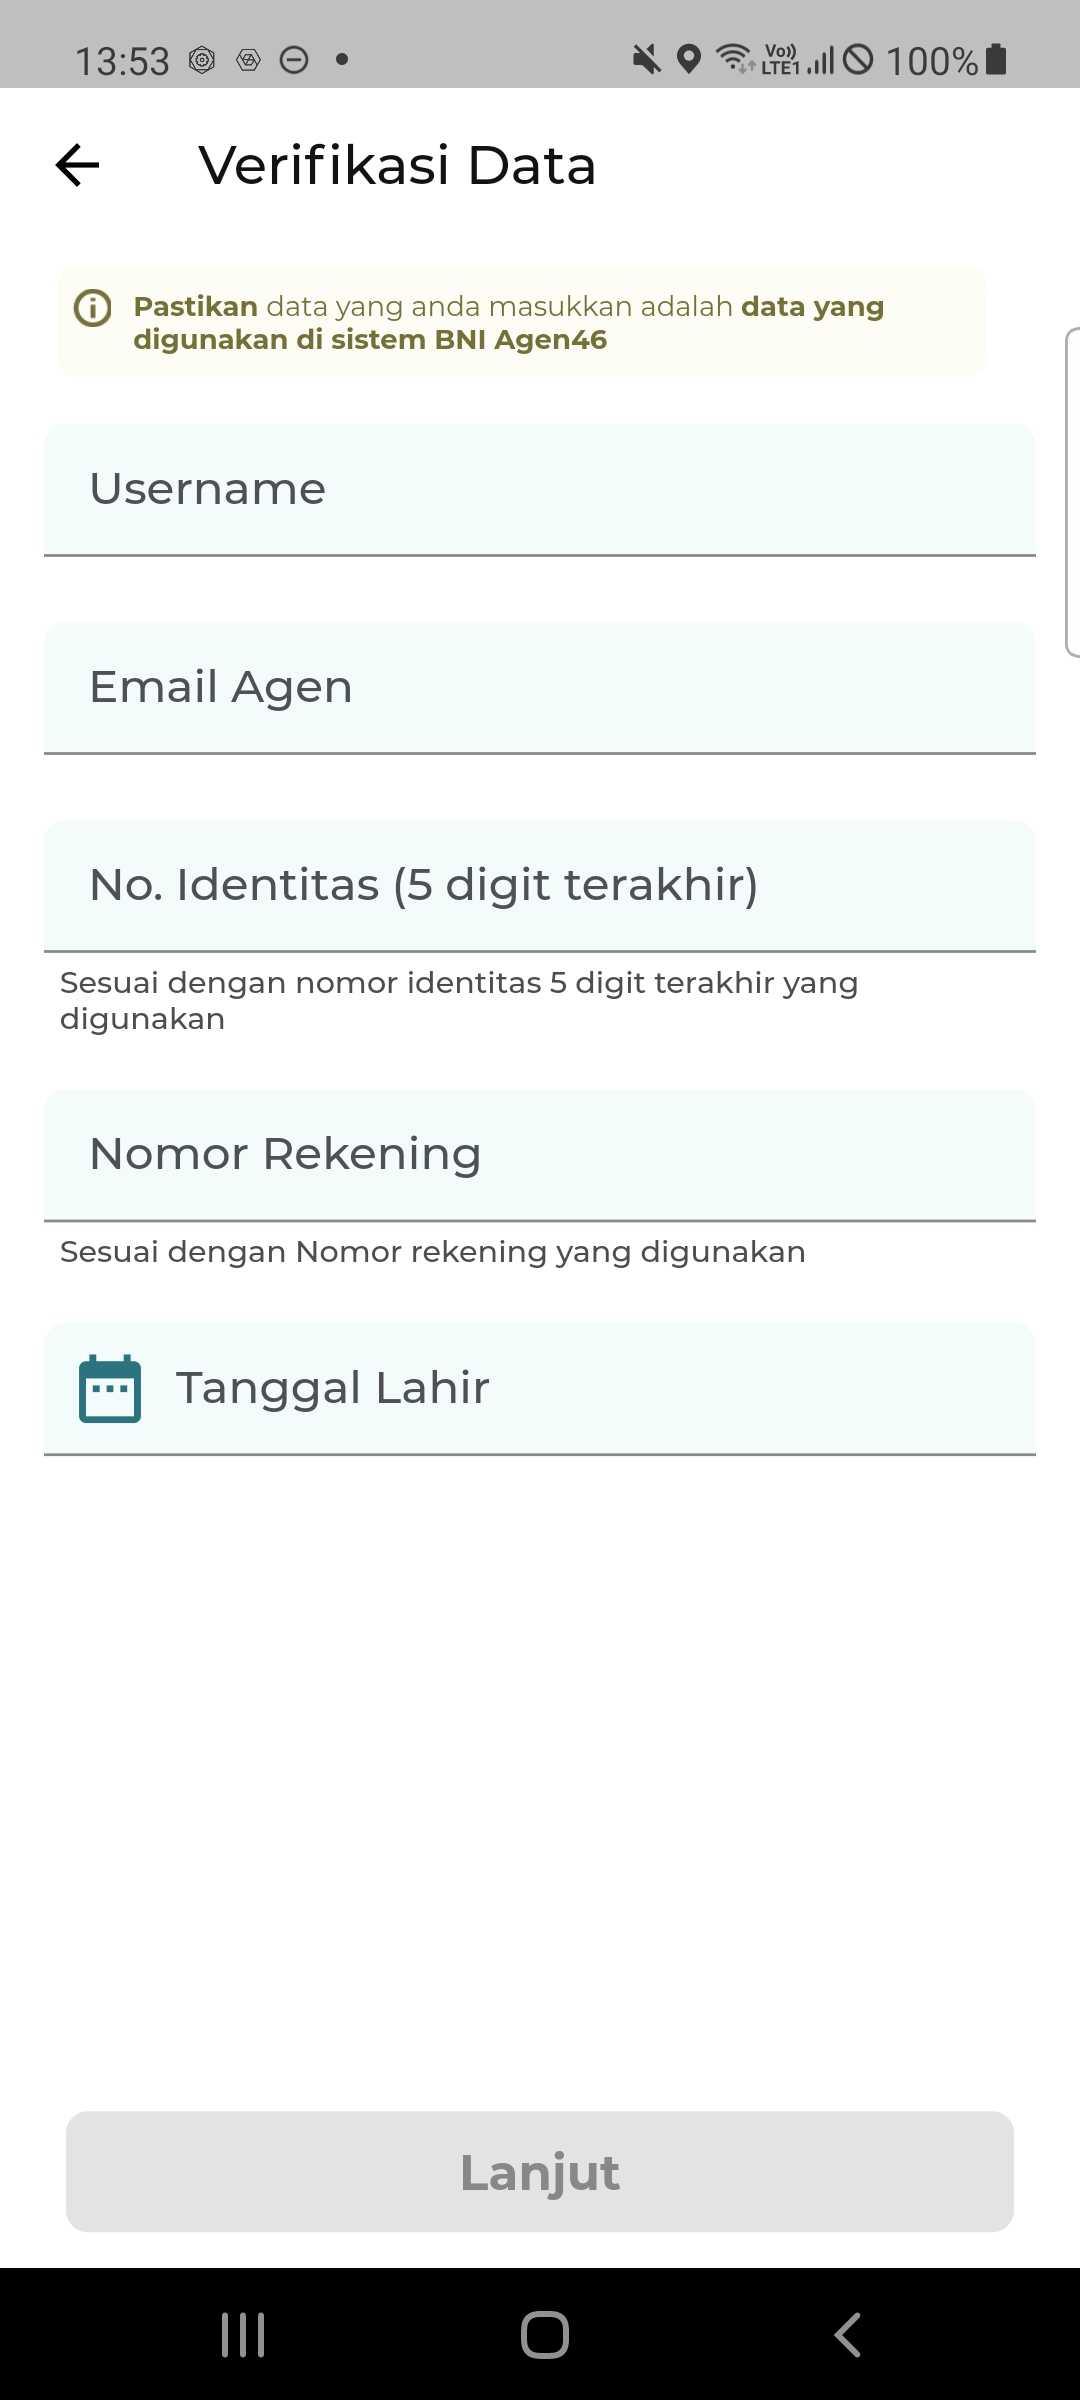 13:53
Vo)) LTE1 100%
Verifikasi Data
Pastikan data yang anda masukkan adalah data yang
digunakan di sistem BNI Agen46
Username
Email Agen
No. Identitas (5 digit terakhir)
Sesuai dengan nomor identitas 5 digit terakhir yang
digunakan
Nomor Rekening
Sesuai dengan Nomor rekening yang digunakan
Tanggal Lahir
Lanjut